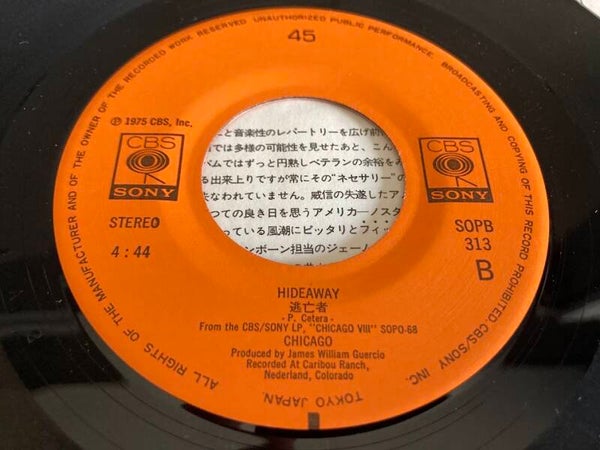 ALL RIGHTS OF THE MANUFACTURER AND OF THE OWNER OF THE RECORDED WORK RESERVED. UNAUTHORIZED PUBLIC PERFORMANCE. BROADCASTING AND COPYING OF THIS RECORD PROHIBITED. CBS/SONY INC. TOKYO JAPAN.
45
℗ 1975 CBS, Inc.
CBS
SONY
CBS
SONY
STEREO
4:44
SOPB
313
B
と音楽性のレパートリーを広げ前
では多様の可能性を見せたあと、こん
バムではずっと円熟しベテランの余裕をみ
る出来上りですが常にその"ネセサリー"の
失なわれていません。威信の失遂したア
つての良き日を思うアメリカーノスタ
っている風潮にピッタリとフィッ
ンボーン担当のジェー
HIDEAWAY
逃亡者
- P. Cetera -
From the CBS/SONY LP, "CHICAGO VIII" SOPO-68
CHICAGO
Produced by James William Guercio
Recorded At Caribou Ranch,
Nederland, Colorado